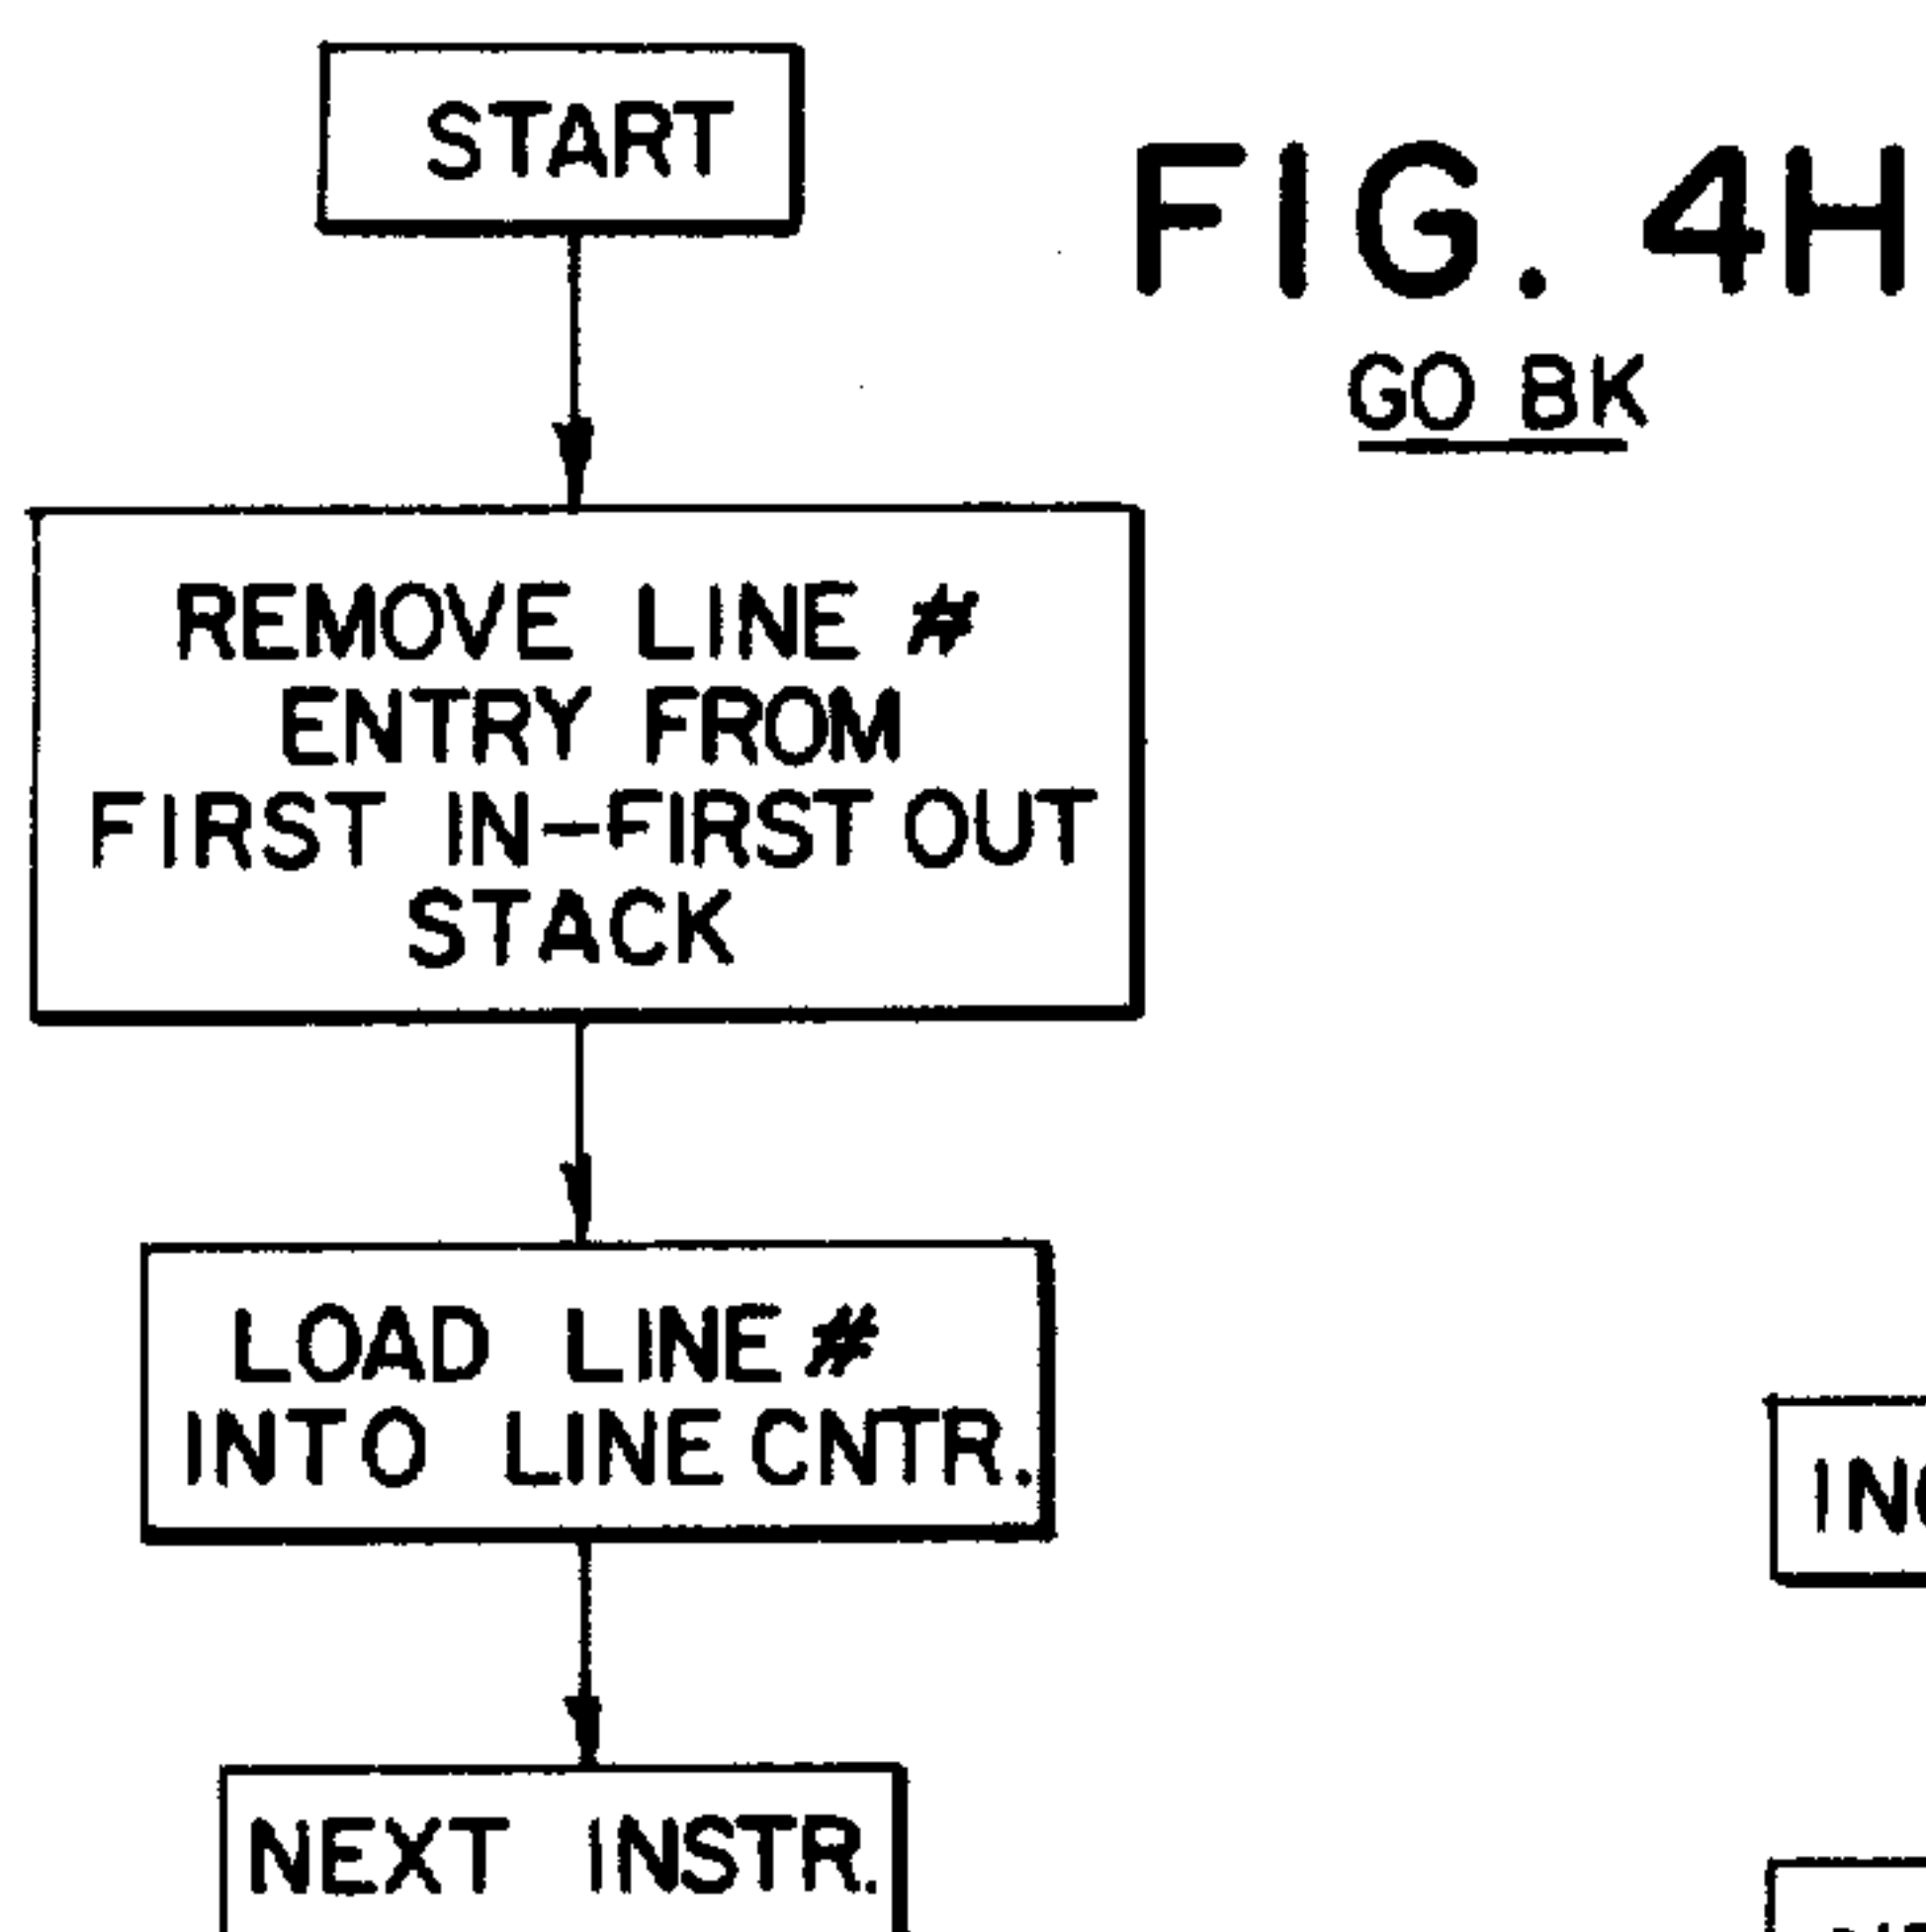 START
FIG. 4H
GO BK
REMOVE LINE #
ENTRY FROM
FIRST IN-FIRST OUT
STACK
LOAD LINE #
INTO LINE CNTR.
NEXT INSTR.